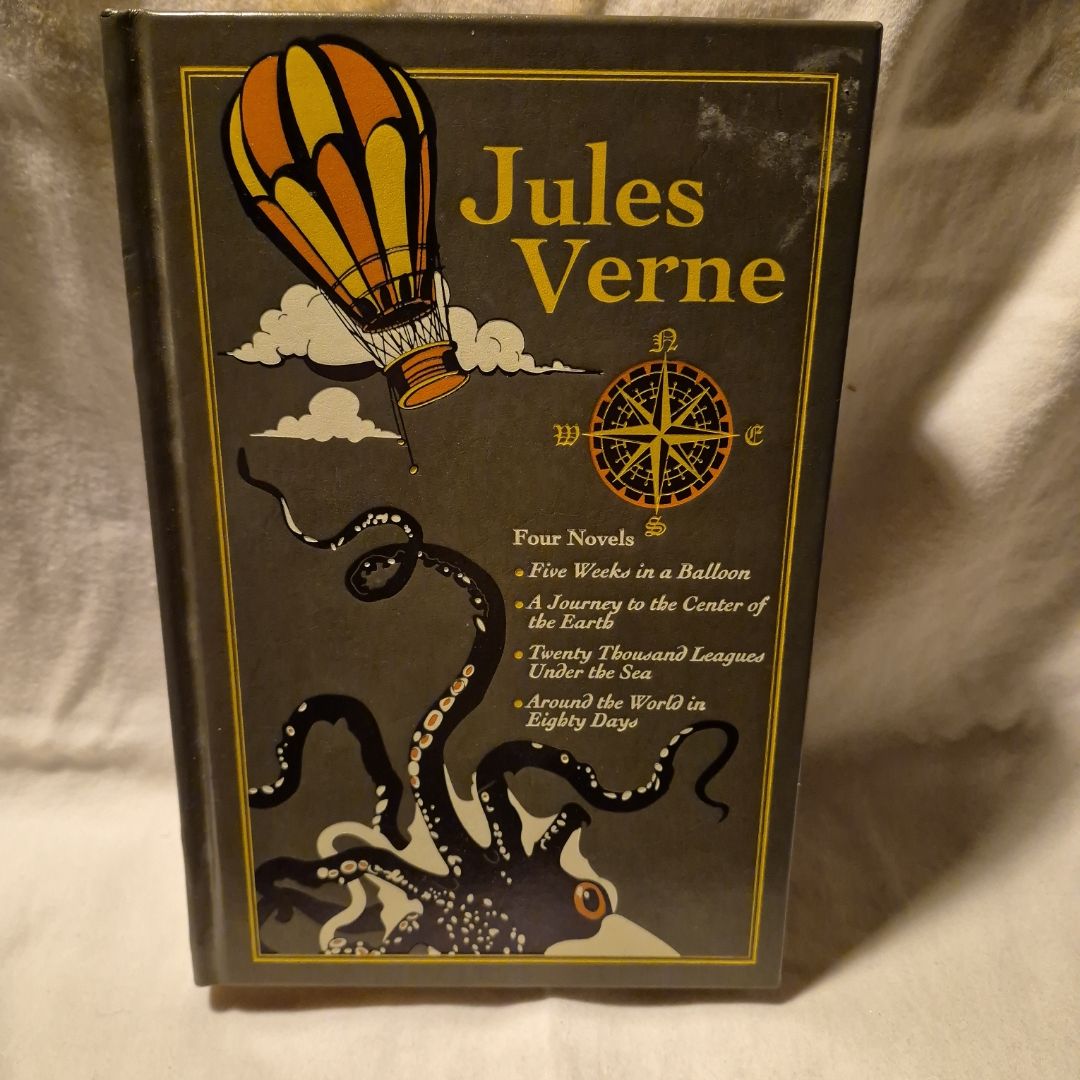 Jules
Verne
N
W E
S
Four Novels
• Five Weeks in a Balloon
• A Journey to the Center of
the Earth
• Twenty Thousand Leagues
Under the Sea
• Around the World in
Eighty Days